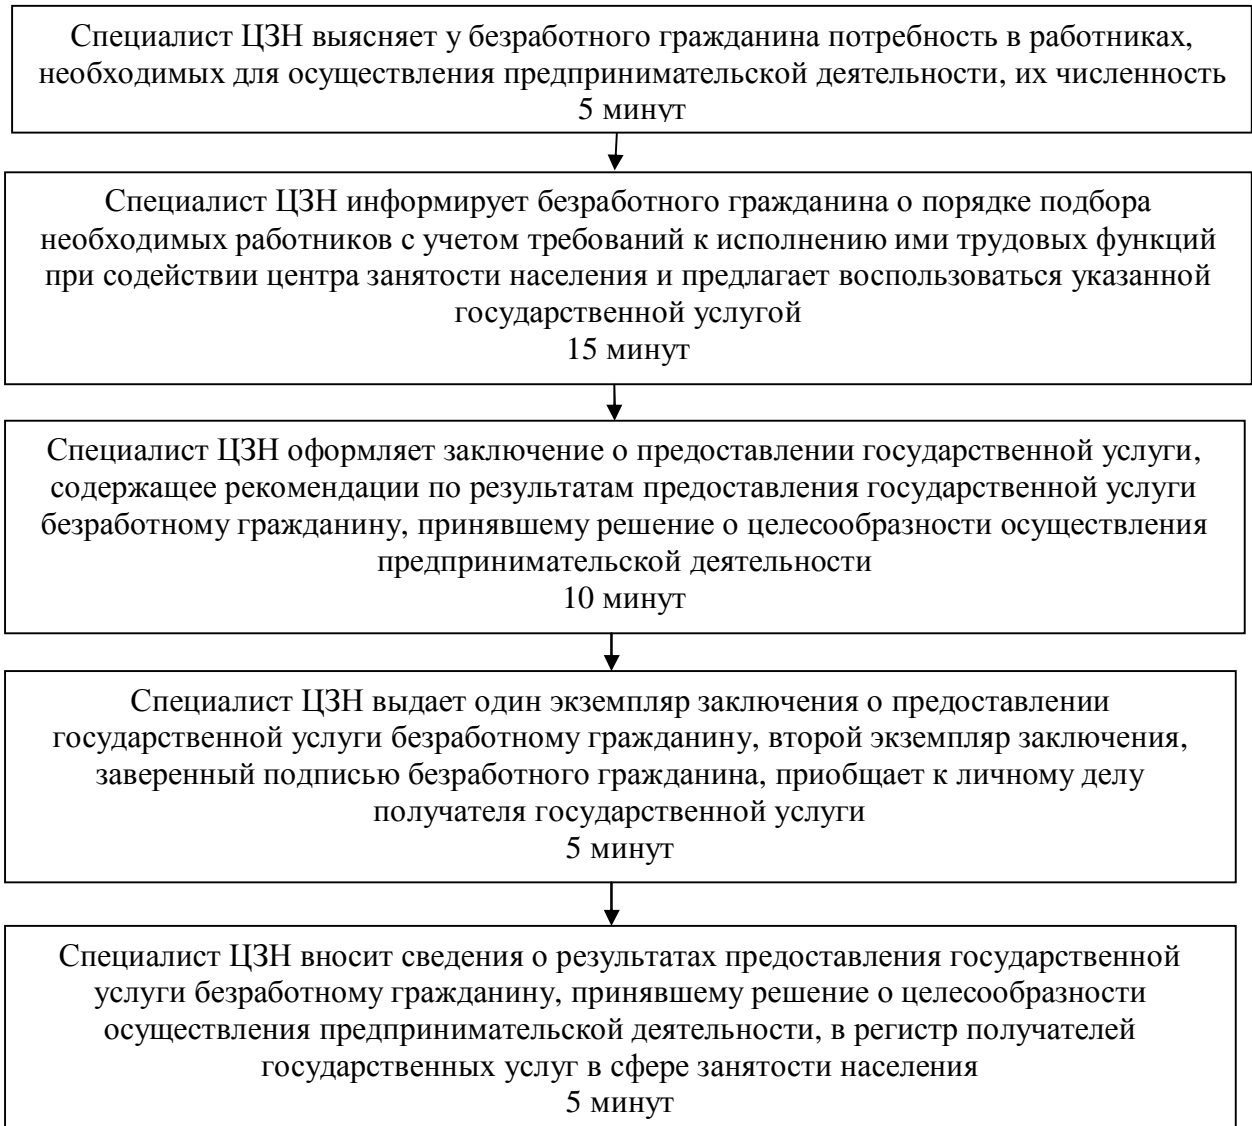 Специалист ЦЗН выясняет у безработного гражданина потребность в работниках,
необходимых для осуществления предпринимательской деятельности, их численность
5 минут
Специалист ЦЗН информирует безработного гражданина о порядке подбора
необходимых работников с учетом требований к исполнению ими трудовых функций
при содействии центра занятости населения и предлагает воспользоваться указанной
государственной услугой
15 минут
Специалист ЦЗН оформляет заключение о предоставлении государственной услуги,
содержащее рекомендации по результатам предоставления государственной услуги
безработному гражданину, принявшему решение о целесообразности осуществления
предпринимательской деятельности
10 минут
Специалист ЦЗН выдает один экземпляр заключения о предоставлении
государственной услуги безработному гражданину, второй экземпляр заключения,
заверенный подписью безработного гражданина, приобщает к личному делу
получателя государственной услуги
5 минут
Специалист ЦЗН вносит сведения о результатах предоставления государственной
услуги безработному гражданину, принявшему решение о целесообразности
осуществления предпринимательской деятельности, в регистр получателей
государственных услуг в сфере занятости населения
5 минут